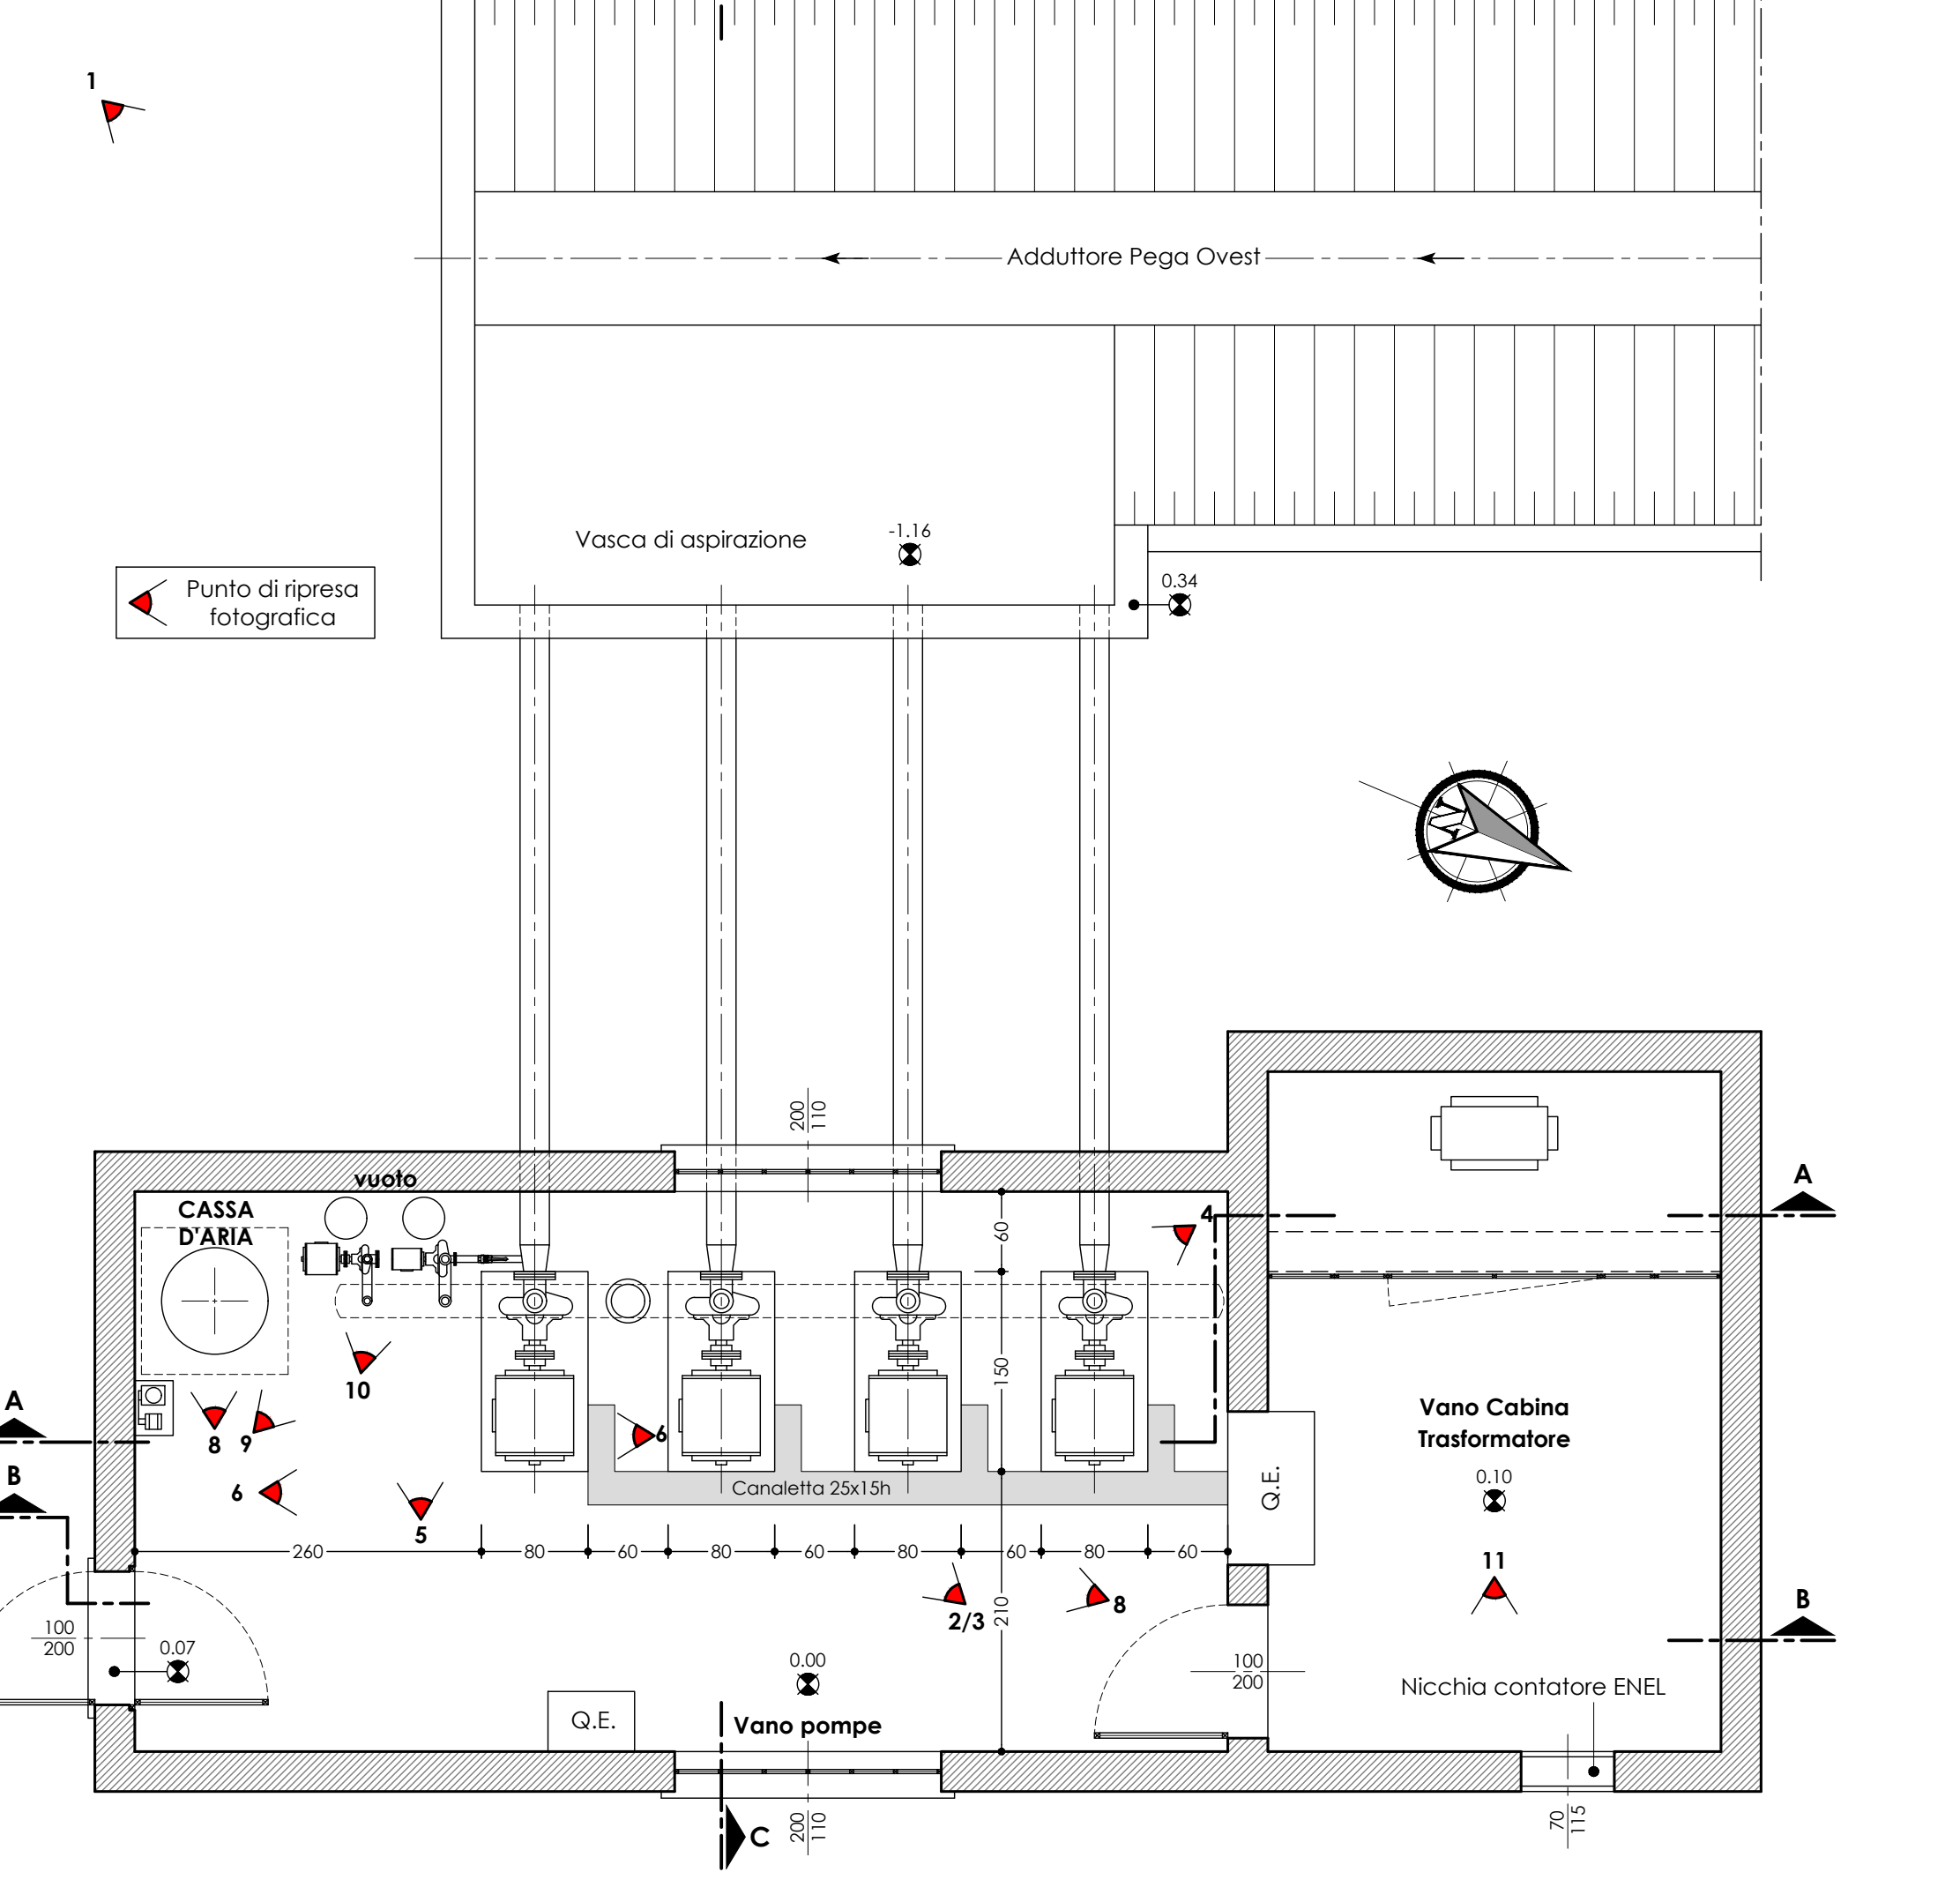 1
Adduttore Pega Ovest
Vasca di aspirazione
-1.16
0.34
Punto di ripresa
fotografica
N
200
110
vuoto
CASSA
D'ARIA
4
A
60
150
10
8
9
6
6
5
A
B
Canaletta 25x15h
Q.E.
Vano Cabina
Trasformatore
0.10
260
80
60
80
60
80
60
80
60
2/3
210
8
11
B
100
200
0.07
0.00
100
200
Q.E.
Vano pompe
Nicchia contatore ENEL
C
200
110
70
115